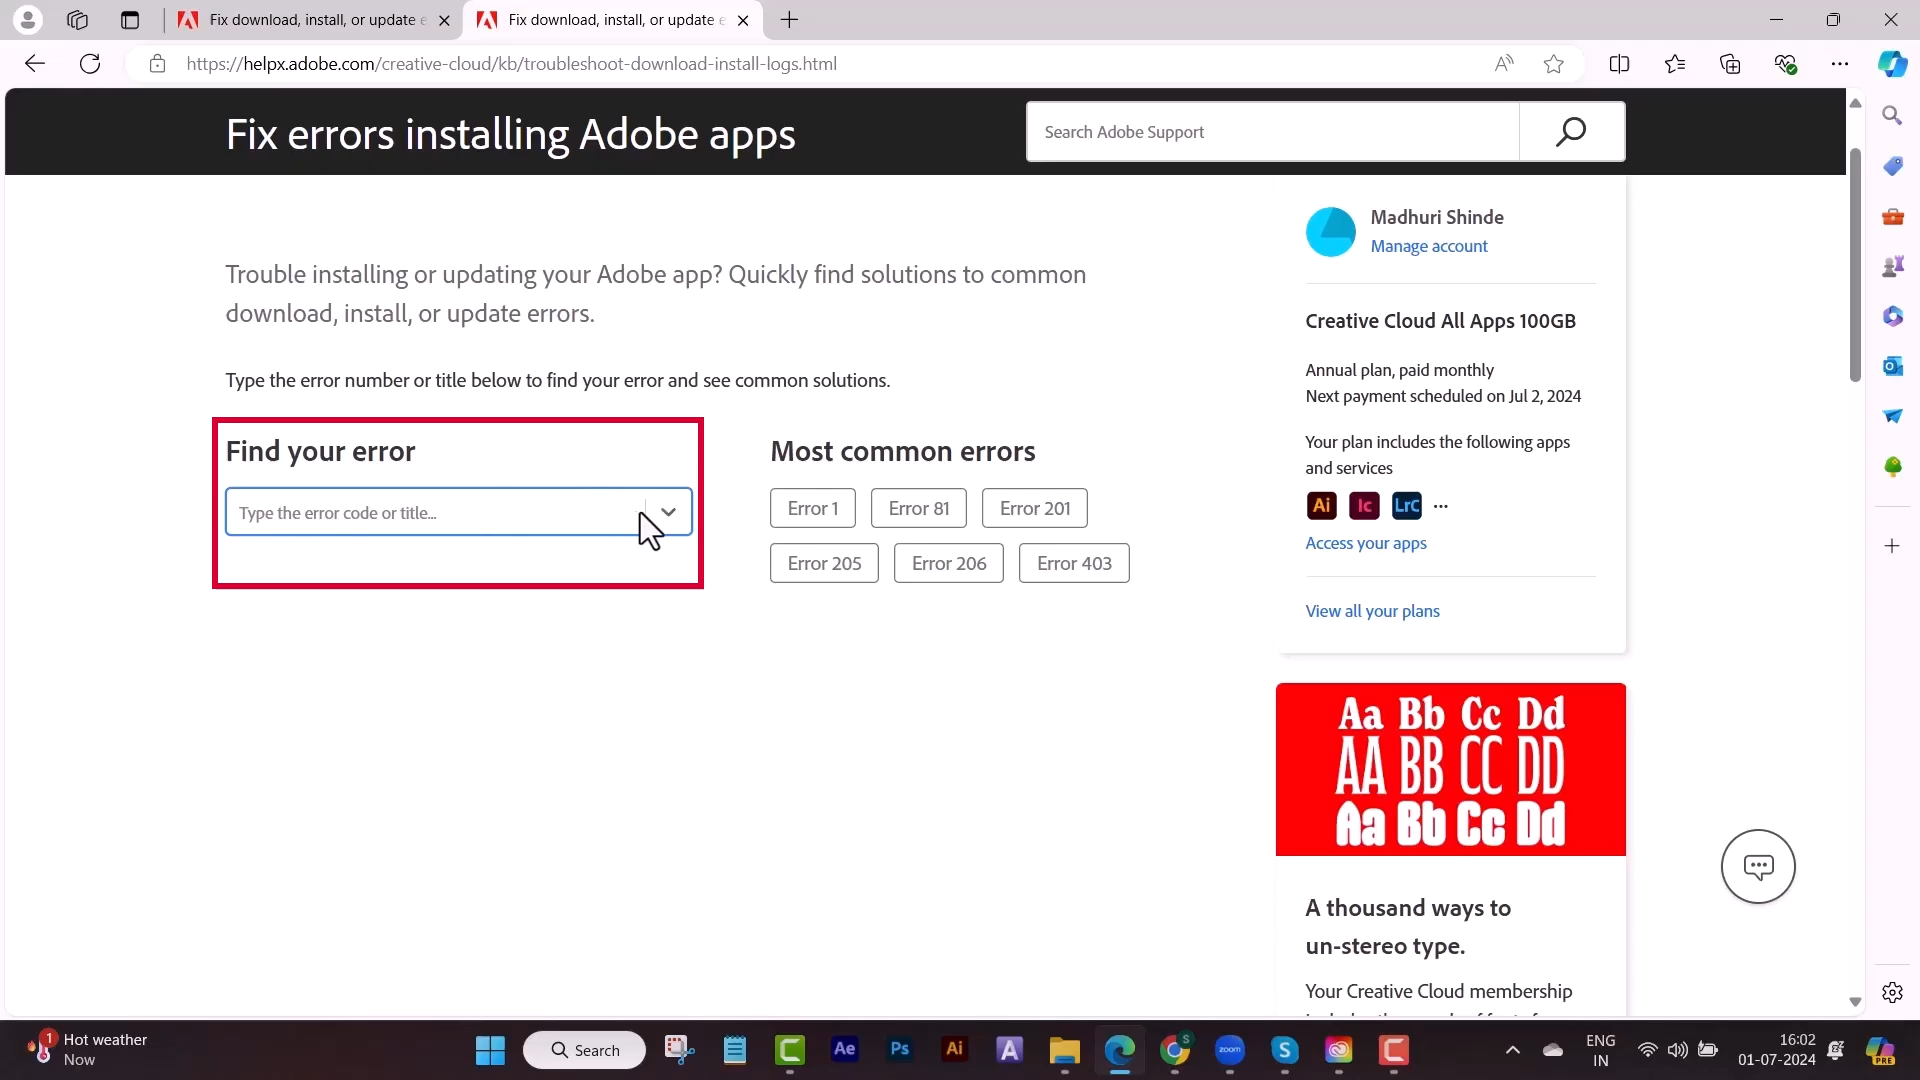 Fix download, install, or update e
Fix download, install, or update e
https://helpx.adobe.com/creative-cloud/kb/troubleshoot-download-install-logs.html
Fix errors installing Adobe apps
Search Adobe Support
Trouble installing or updating your Adobe app? Quickly find solutions to common
download, install, or update errors.
Type the error number or title below to find your error and see common solutions.
Find your error
Type the error code or title...
Most common errors
Error 1
Error 81
Error 201
Error 205
Error 206
Error 403
Madhuri Shinde
Manage account
Creative Cloud All Apps 100GB
Annual plan, paid monthly
Next payment scheduled on Jul 2, 2024
Your plan includes the following apps
and services
Ai
Ic
LrC
Access your apps
View all your plans
Aa Bb Cc Dd
AA BB CC DD
Aa Bb Cc Dd
A thousand ways to
un-stereo type.
Your Creative Cloud membership
1
Hot weather
Now
Search
Ae
Ps
Ai
A
S
zoom
S
C
C
ENG
IN
16:02
01-07-2024
PRE